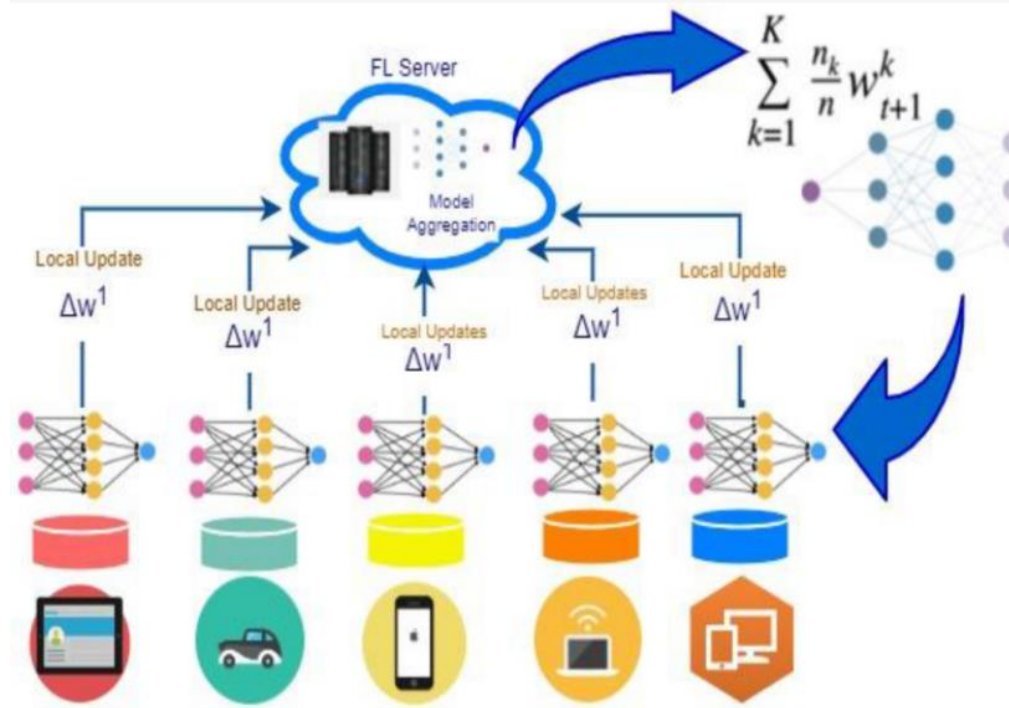 FL Server
K
∑ n_k/n w^k_{t+1}
k=1
Model
Aggregation
Local Update
Δw¹
Local Update
Δw¹
Local Updates
Δw¹
Local Updates
Δw¹
Local Update
Δw¹